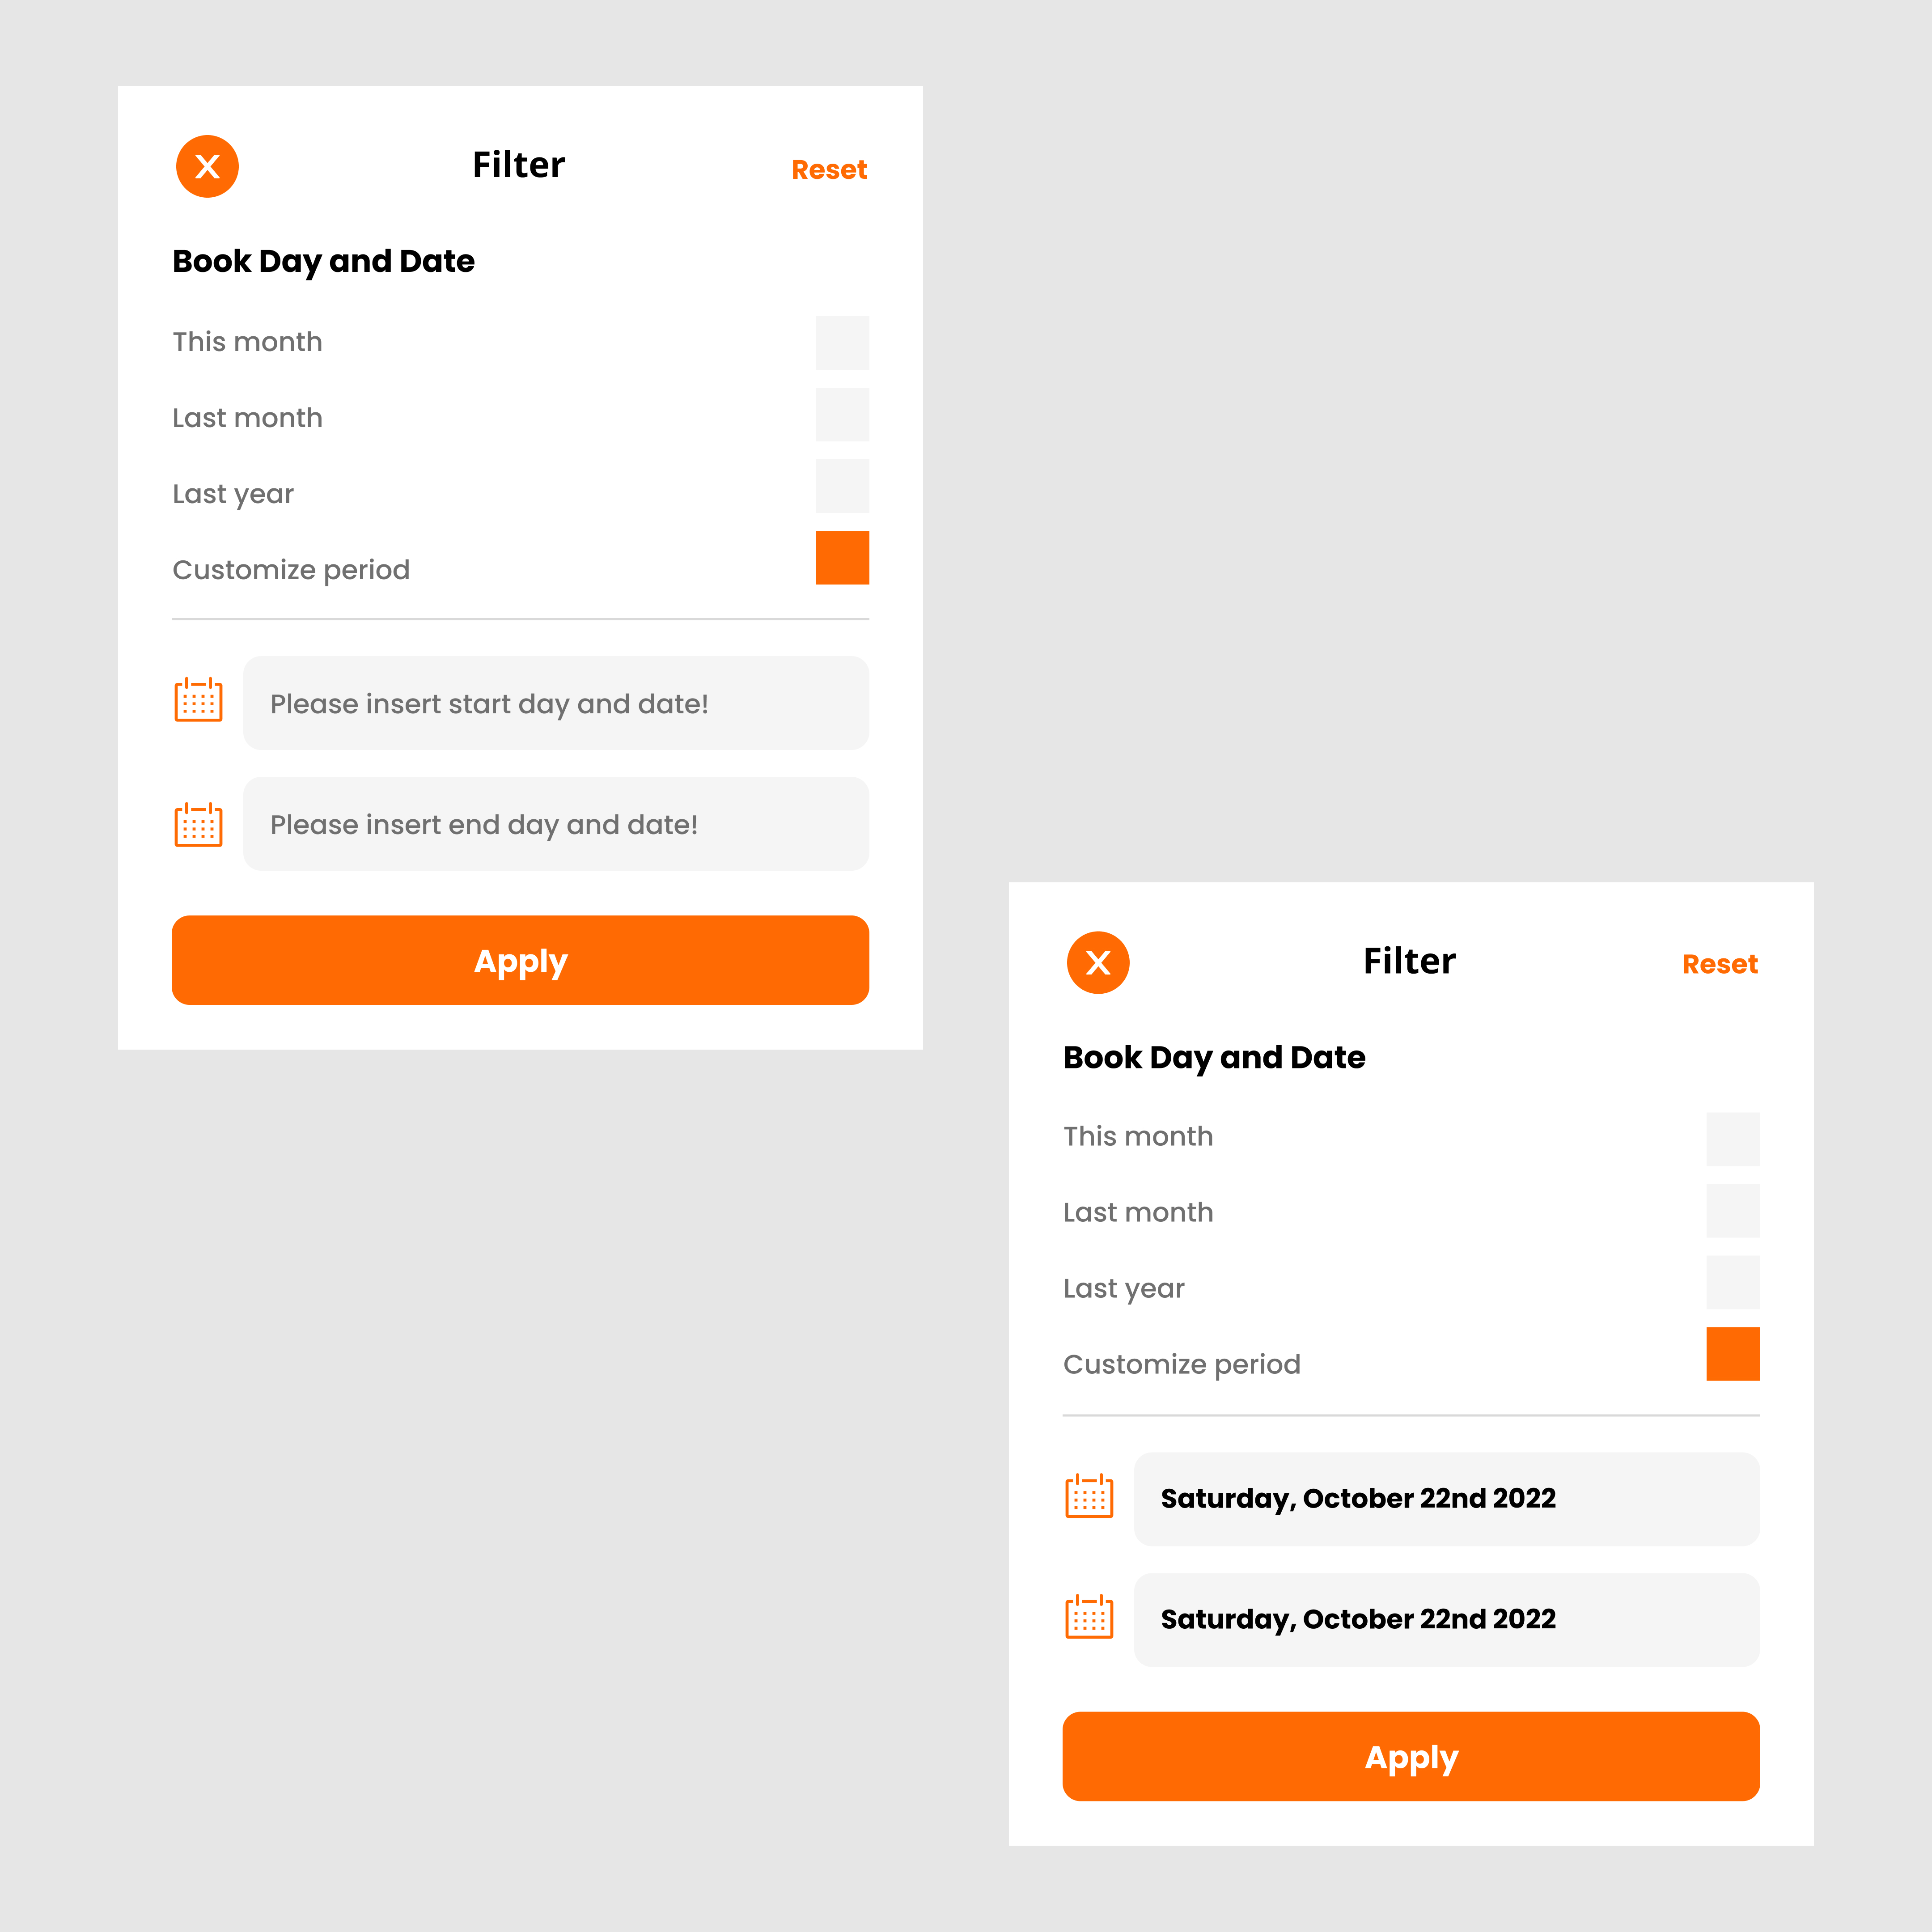 X
Filter
Reset
Book Day and Date
This month
Last month
Last year
Customize period
Please insert start day and date!
Please insert end day and date!
Apply
X
Filter
Reset
Book Day and Date
This month
Last month
Last year
Customize period
Saturday, October 22nd 2022
Saturday, October 22nd 2022
Apply